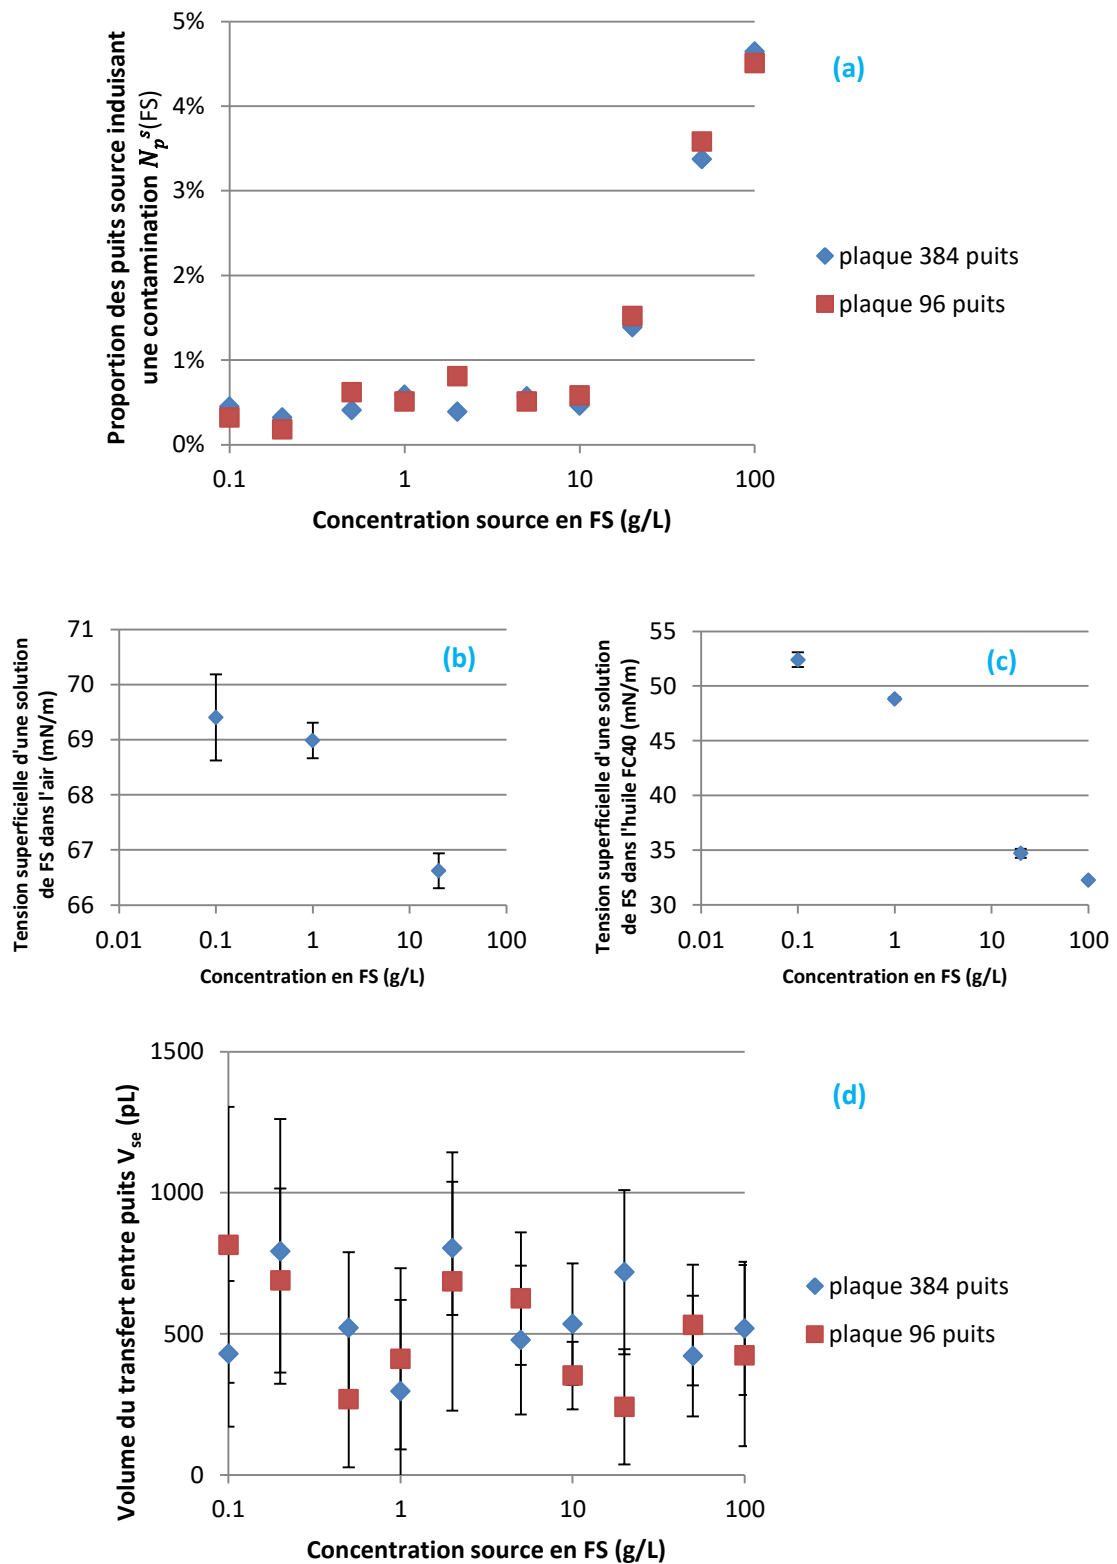 5%
4%
3%
2%
1%
0%
Proportion des puits source induisant
une contamination Nₚˢ(FS)
(a)
plaque 384 puits
plaque 96 puits
0.1 1 10 100
Concentration source en FS (g/L)
71
70
69
68
67
66
Tension superficielle d'une solution
de FS dans l'air (mN/m)
(b)
0.01 0.1 1 10 100
Concentration en FS (g/L)
55
50
45
40
35
30
Tension superficielle d'une solution
de FS dans l'huile FC40 (mN/m)
(c)
0.01 0.1 1 10 100
Concentration en FS (g/L)
1500
1000
500
0
Volume du transfert entre puits Vse (pL)
(d)
plaque 384 puits
plaque 96 puits
0.1 1 10 100
Concentration source en FS (g/L)